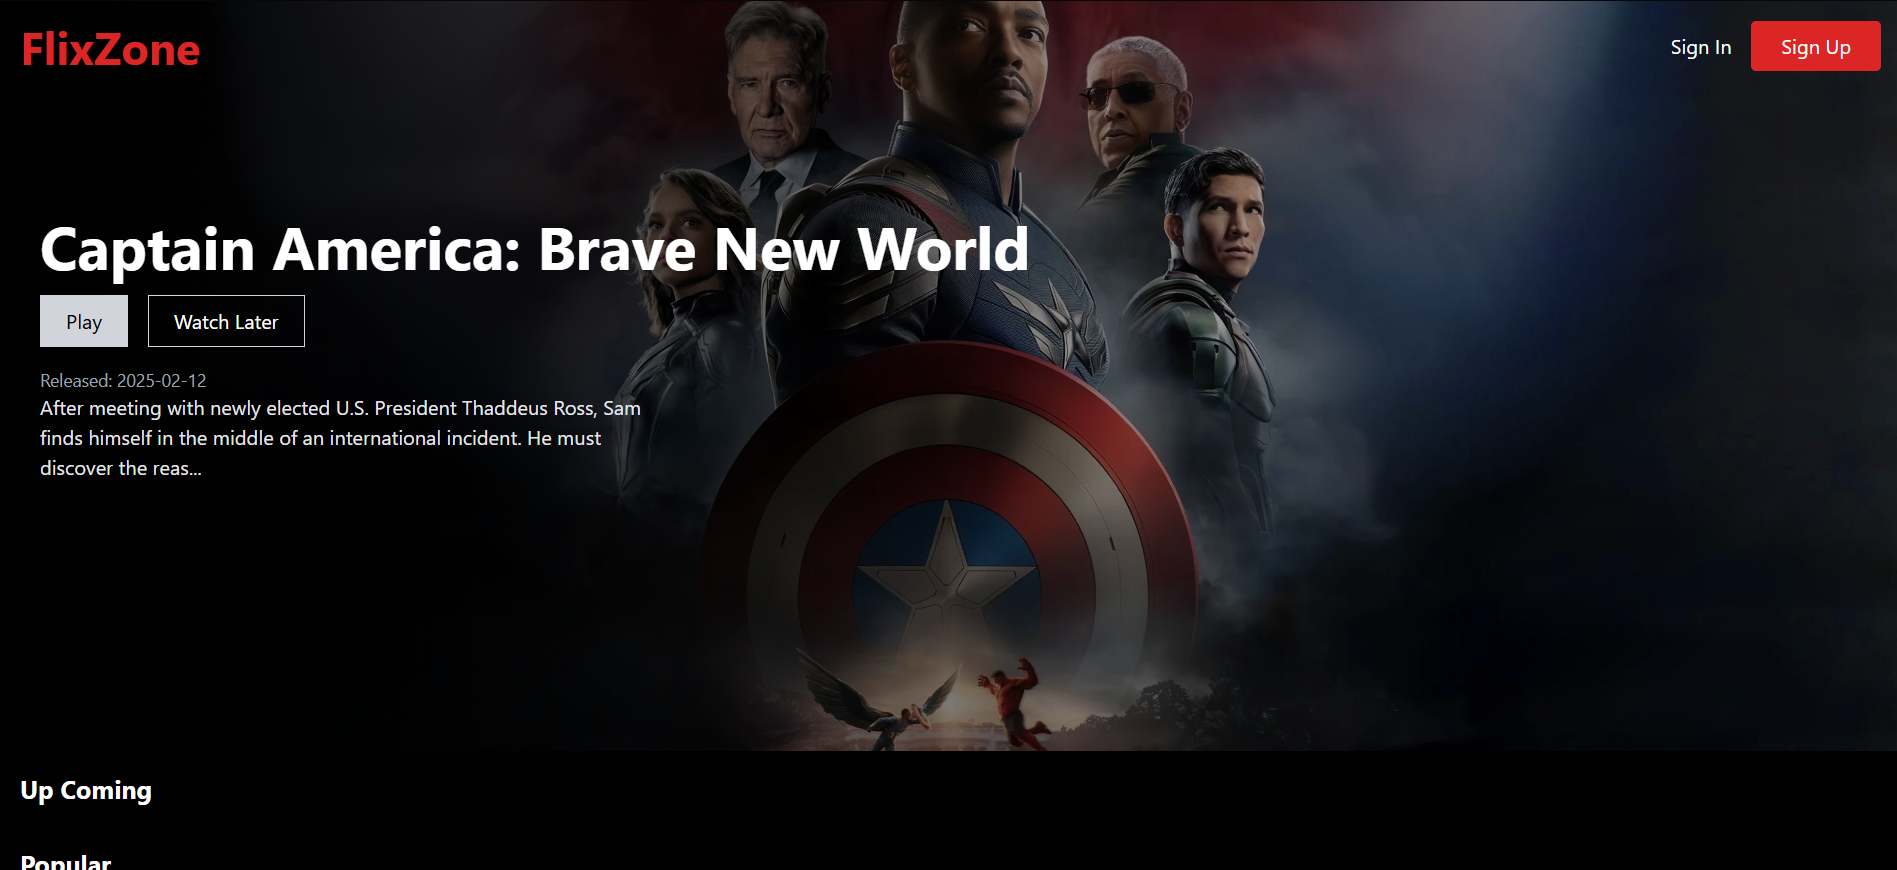 FlixZone
Sign In
Sign Up
Captain America: Brave New World
Play
Watch Later
Released: 2025-02-12
After meeting with newly elected U.S. President Thaddeus Ross, Sam
finds himself in the middle of an international incident. He must
discover the reas...
Up Coming
Popular